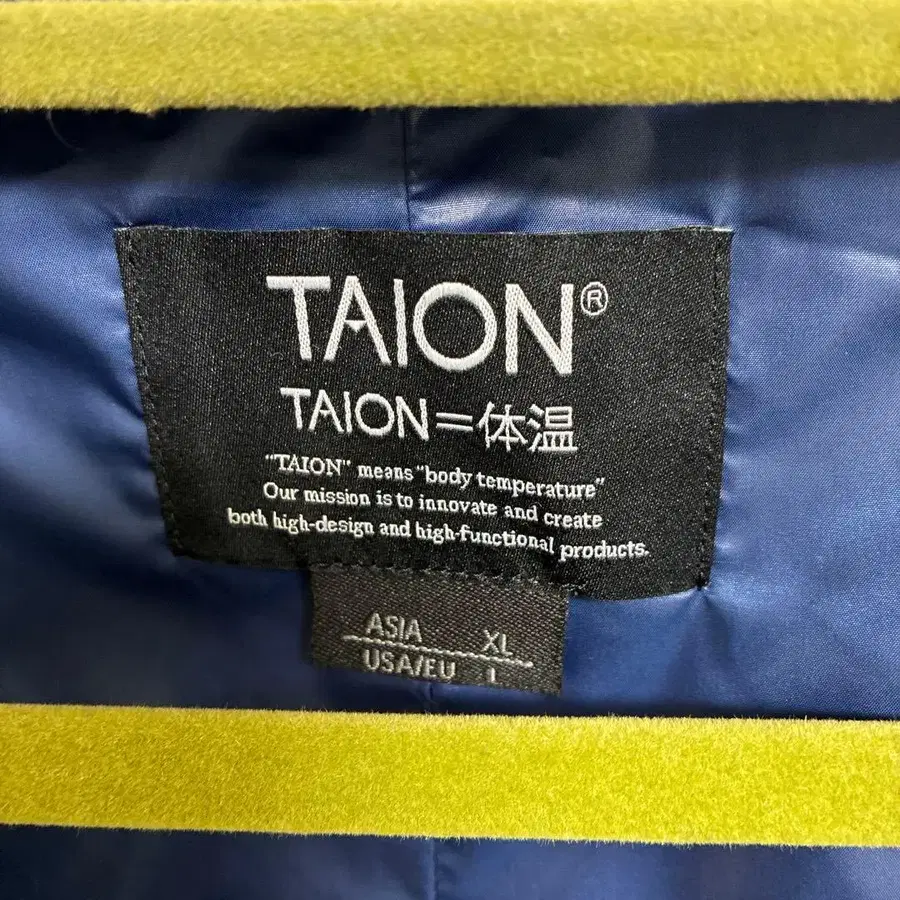 TAION®
TAION=体温
"TAION" means "body temperature"
Our mission is to innovate and create
both high-design and high-functional products.
ASIA XL
USA/EU L